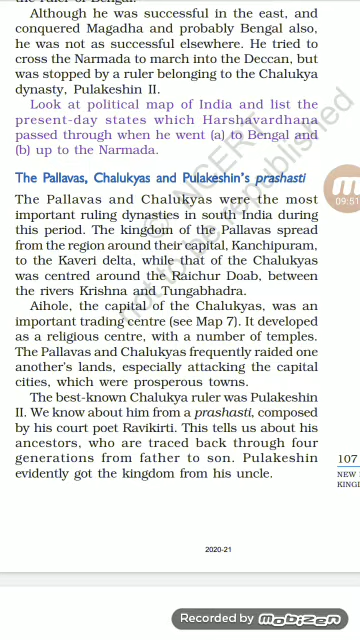 the ruler of Bengal.
Although he was successful in the east, and
conquered Magadha and probably Bengal also,
he was not as successful elsewhere. He tried to
cross the Narmada to march into the Deccan, but
was stopped by a ruler belonging to the Chalukya
dynasty, Pulakeshin II.
Look at political map of India and list the
present-day states which Harshavardhana
passed through when he went (a) to Bengal and
(b) up to the Narmada.
The Pallavas, Chalukyas and Pulakeshin's prashasti
The Pallavas and Chalukyas were the most
important ruling dynasties in south India during
this period. The kingdom of the Pallavas spread
from the region around their capital, Kanchipuram,
to the Kaveri delta, while that of the Chalukyas
was centred around the Raichur Doab, between
the rivers Krishna and Tungabhadra.
Aihole, the capital of the Chalukyas, was an
important trading centre (see Map 7). It developed
as a religious centre, with a number of temples.
The Pallavas and Chalukyas frequently raided one
another's lands, especially attacking the capital
cities, which were prosperous towns.
The best-known Chalukya ruler was Pulakeshin
II. We know about him from a prashasti, composed
by his court poet Ravikirti. This tells us about his
ancestors, who are traced back through four
generations from father to son. Pulakeshin
evidently got the kingdom from his uncle.
© NCERT
not to be republished
09:51
107
NEW
KING
2020-21
Recorded by MOBIZEN